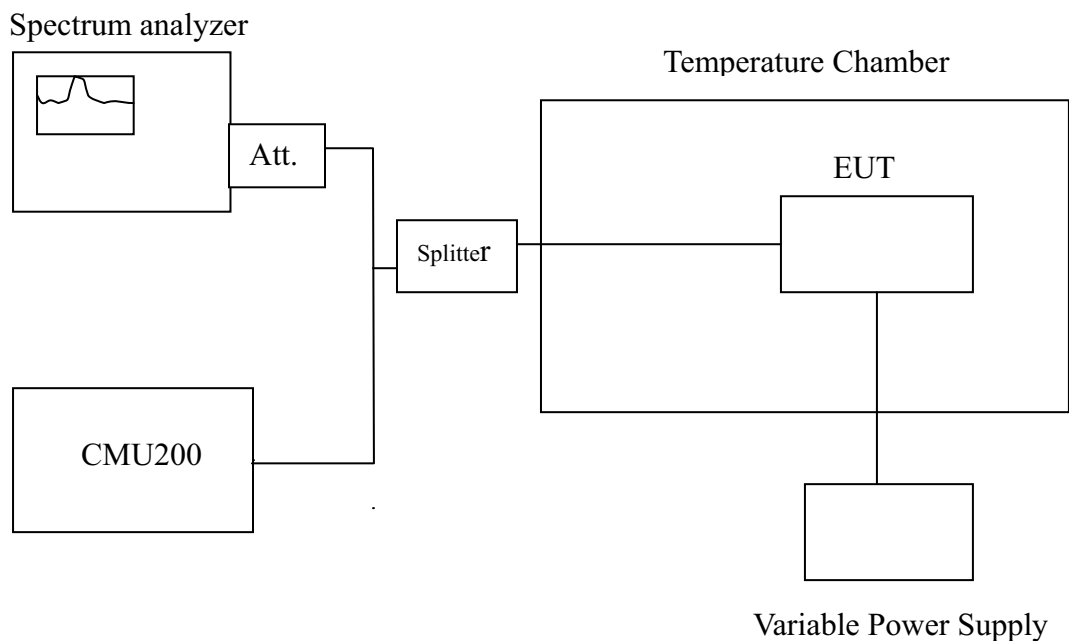 Spectrum analyzer
Temperature Chamber
Att.
EUT
Splitter
CMU200
Variable Power Supply